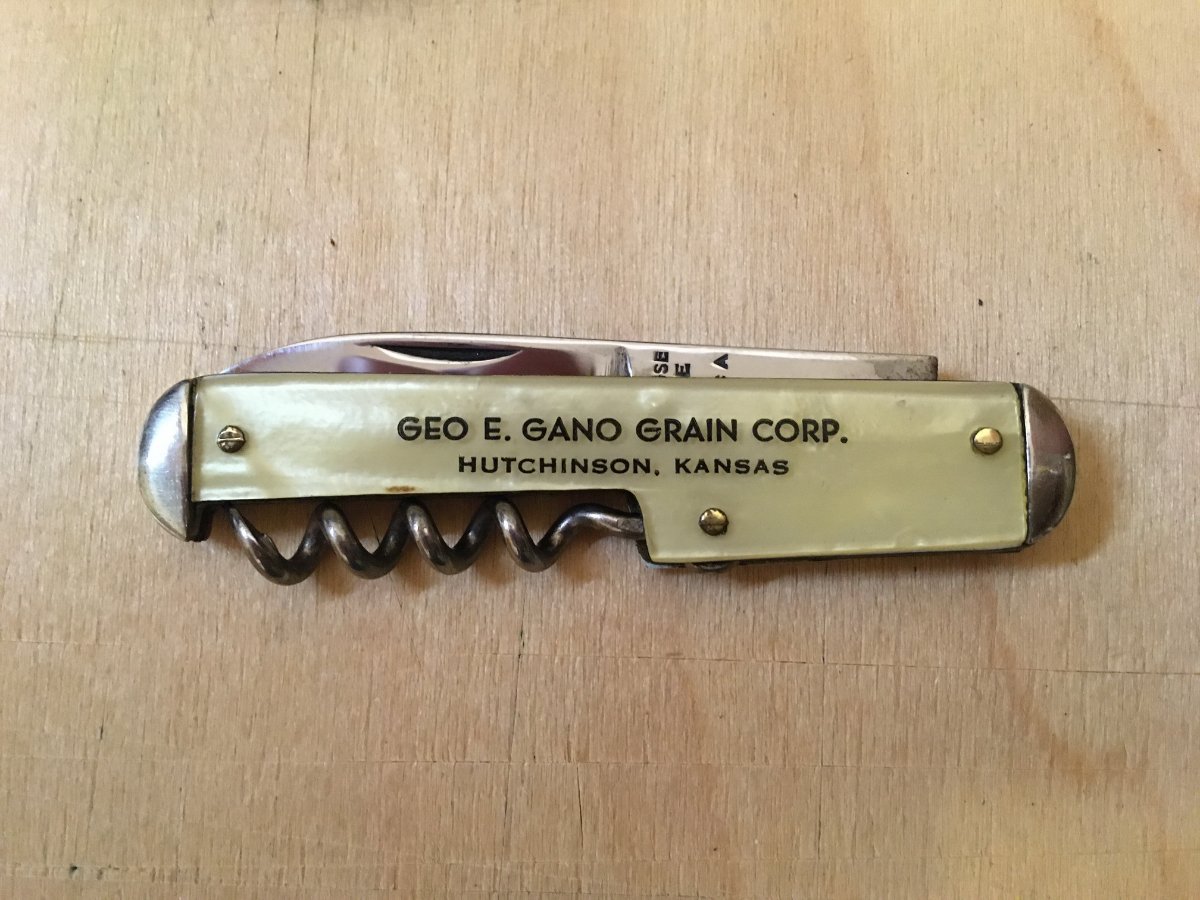 GEO E. GANO GRAIN CORP.
HUTCHINSON, KANSAS